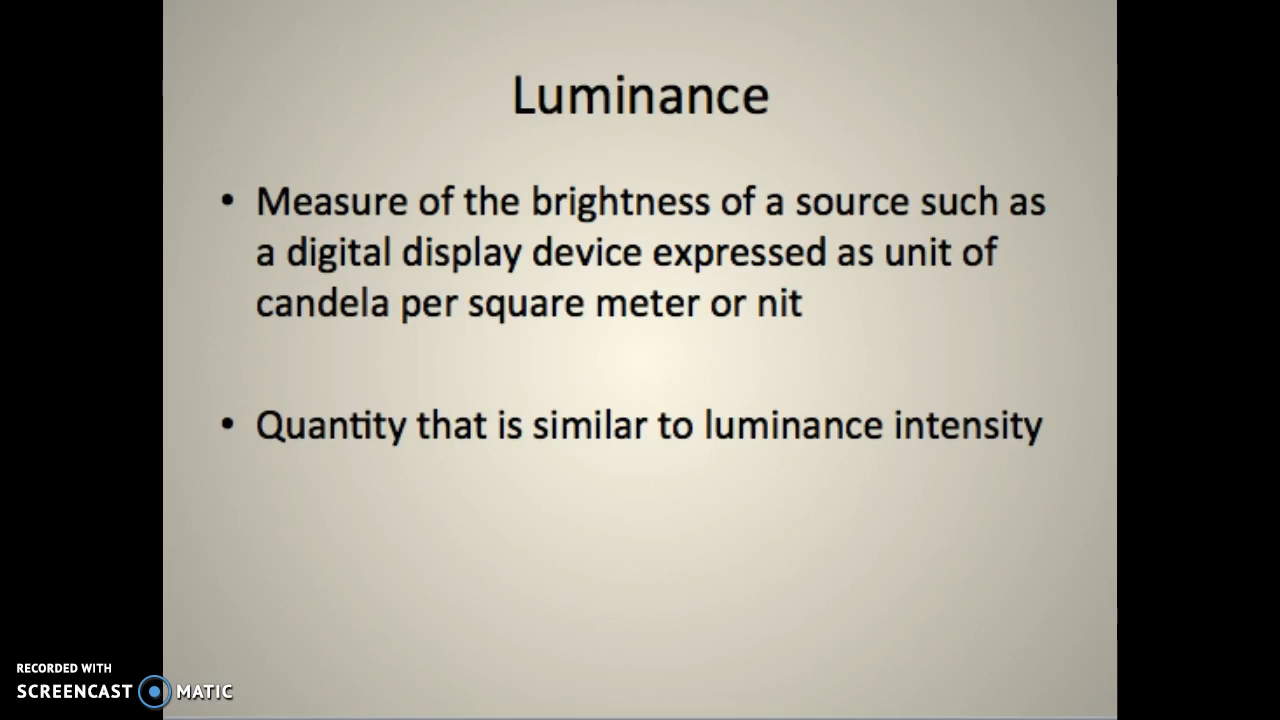 Luminance
• Measure of the brightness of a source such as
a digital display device expressed as unit of
candela per square meter or nit
• Quantity that is similar to luminance intensity
RECORDED WITH
SCREENCAST MATIC